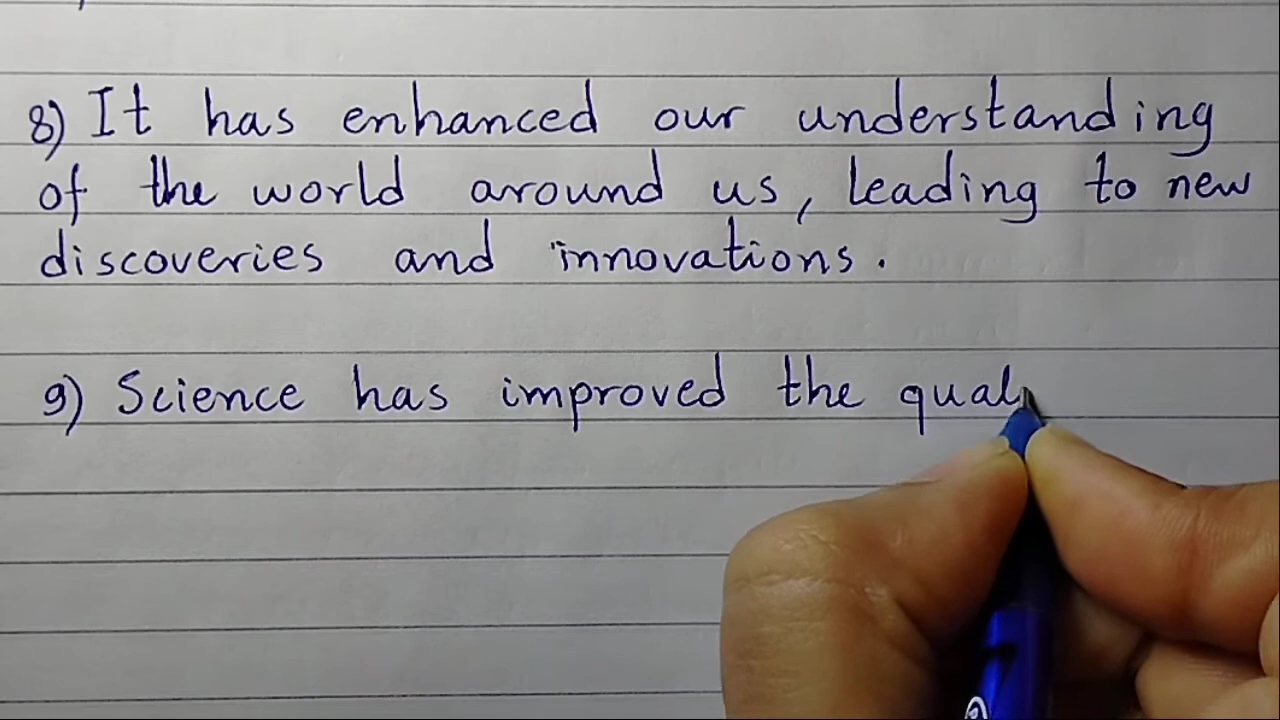 8) It has enhanced our understanding
of the world around us, leading to new
discoveries and innovations.
9) Science has improved the qual